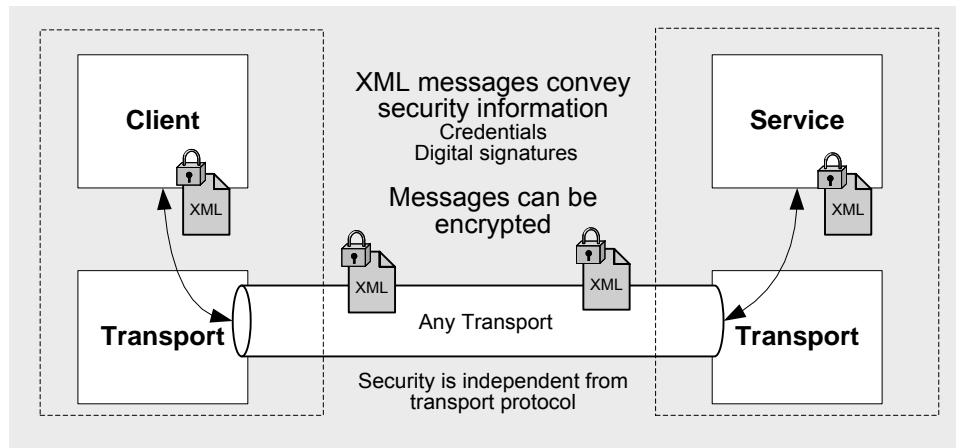 Client
XML
XML messages convey
security information
Credentials
Digital signatures
Messages can be
encrypted
Service
XML
XML
XML
Transport
Any Transport
Transport
Security is independent from
transport protocol